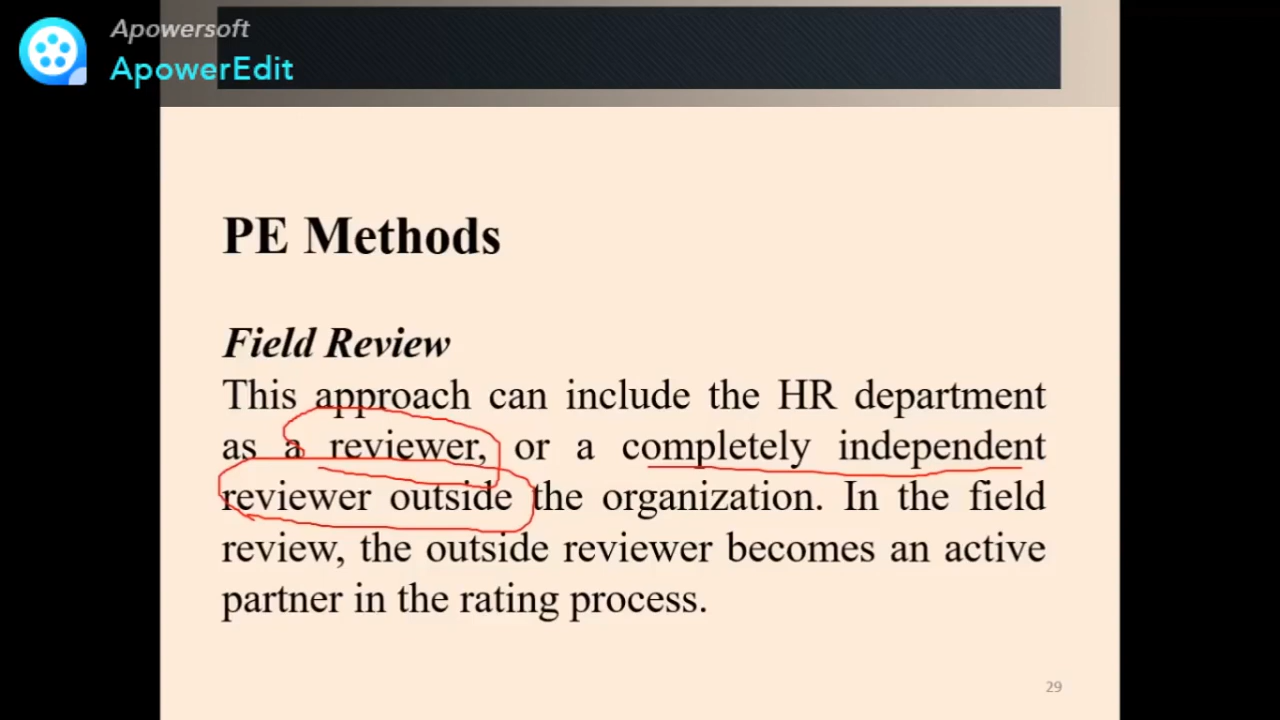 Apowersoft
ApowerEdit
PE Methods
Field Review
This approach can include the HR department
as a reviewer, or a completely independent
reviewer outside the organization. In the field
review, the outside reviewer becomes an active
partner in the rating process.
29